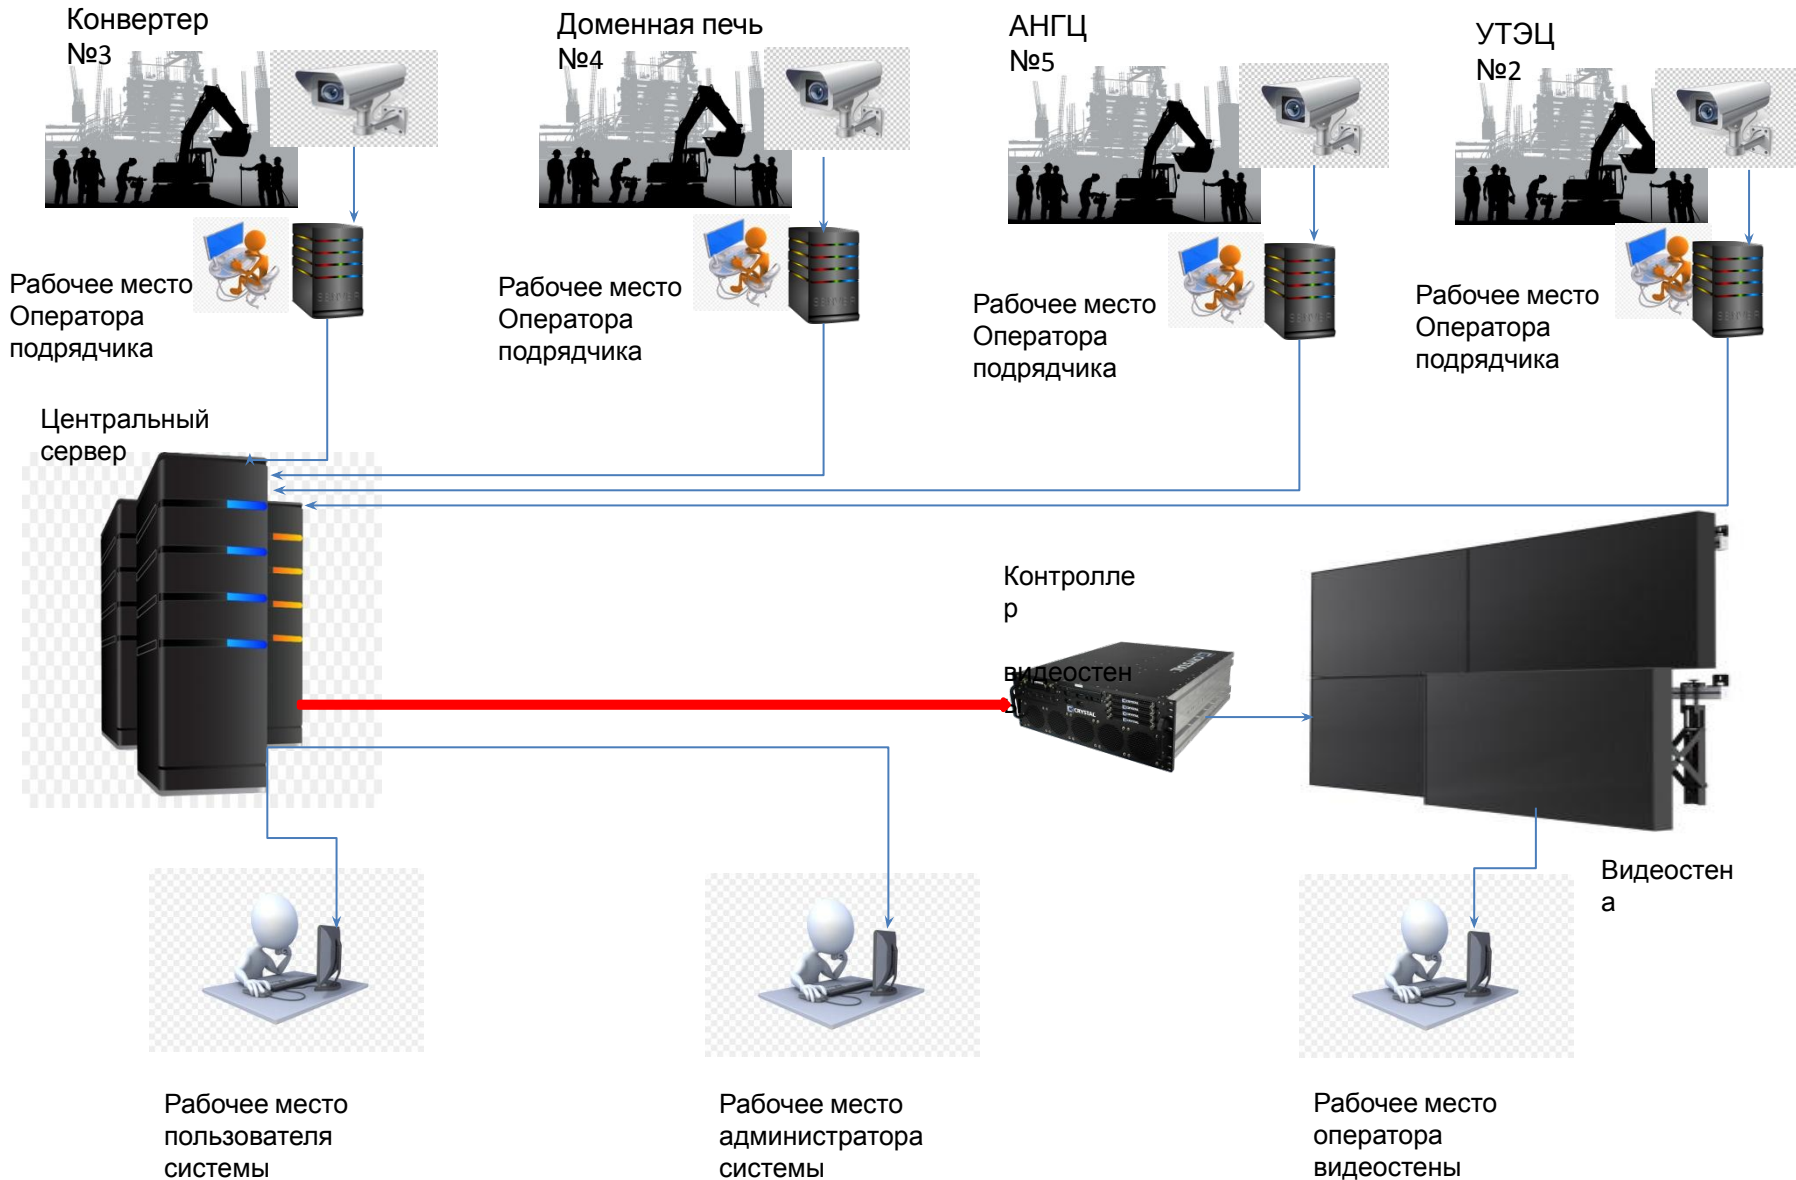 Конвертер
№3
Доменная печь
№4
АНГЦ
№5
УТЭЦ
№2
Рабочее место
Оператора
подрядчика
Рабочее место
Оператора
подрядчика
Рабочее место
Оператора
подрядчика
Рабочее место
Оператора
подрядчика
Центральный
сервер
Контролле
р
видеостен
CRYSTAL
CRYSTAL
Видеостен
а
Рабочее место
пользователя
системы
Рабочее место
администратора
системы
Рабочее место
оператора
видеостены